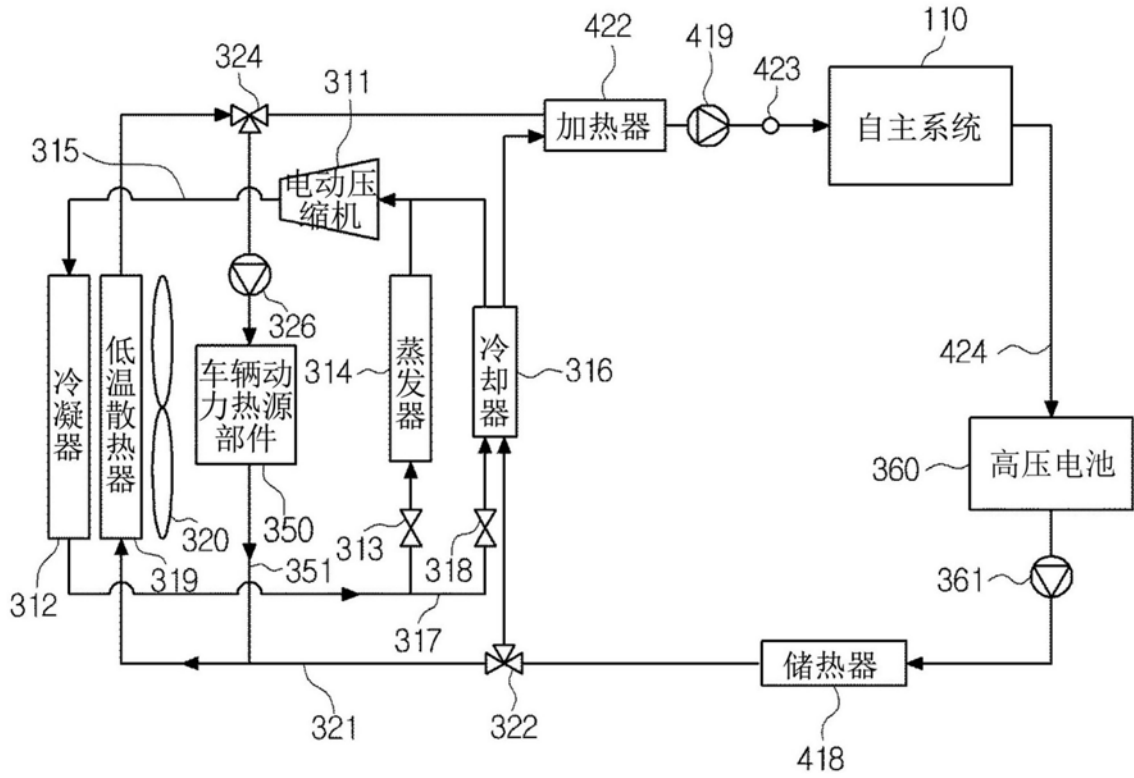 422
419
110
324
311
423
加热器
自主系统
315
电动压
缩机
326
424
冷凝器
低温散热器
车辆动
力热源
部件
314
蒸发器
冷却器
316
360
高压电池
350
320
313
318
351
312
319
361
317
储热器
321
322
418